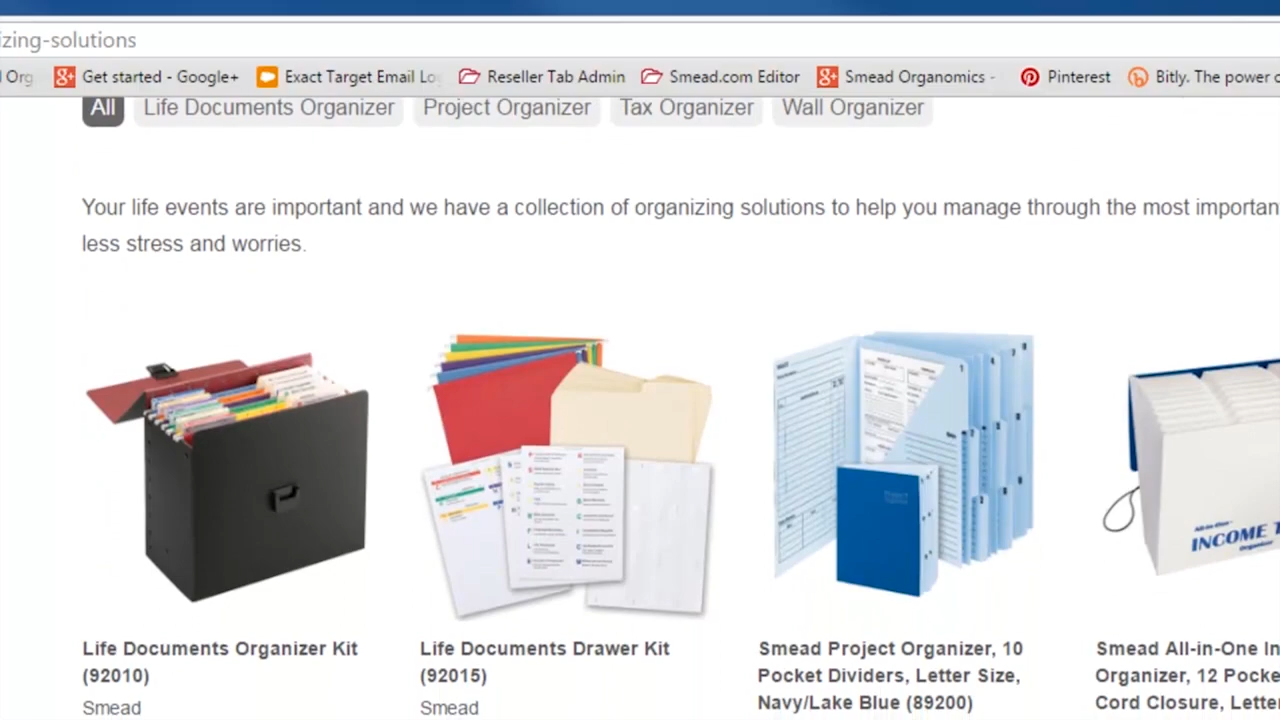 izing-solutions
Org Get started - Google+ Exact Target Email Lo Reseller Tab Admin Smead.com Editor Smead Organomics - Pinterest Bitly. The power o
All Life Documents Organizer Project Organizer Tax Organizer Wall Organizer
Your life events are important and we have a collection of organizing solutions to help you manage through the most importan
less stress and worries.
All-in-One
INCOME T
Organizer
Life Documents Organizer Kit
(92010)
Smead
Life Documents Drawer Kit
(92015)
Smead
Smead Project Organizer, 10
Pocket Dividers, Letter Size,
Navy/Lake Blue (89200)
Smead All-in-One In
Organizer, 12 Pocke
Cord Closure, Letter